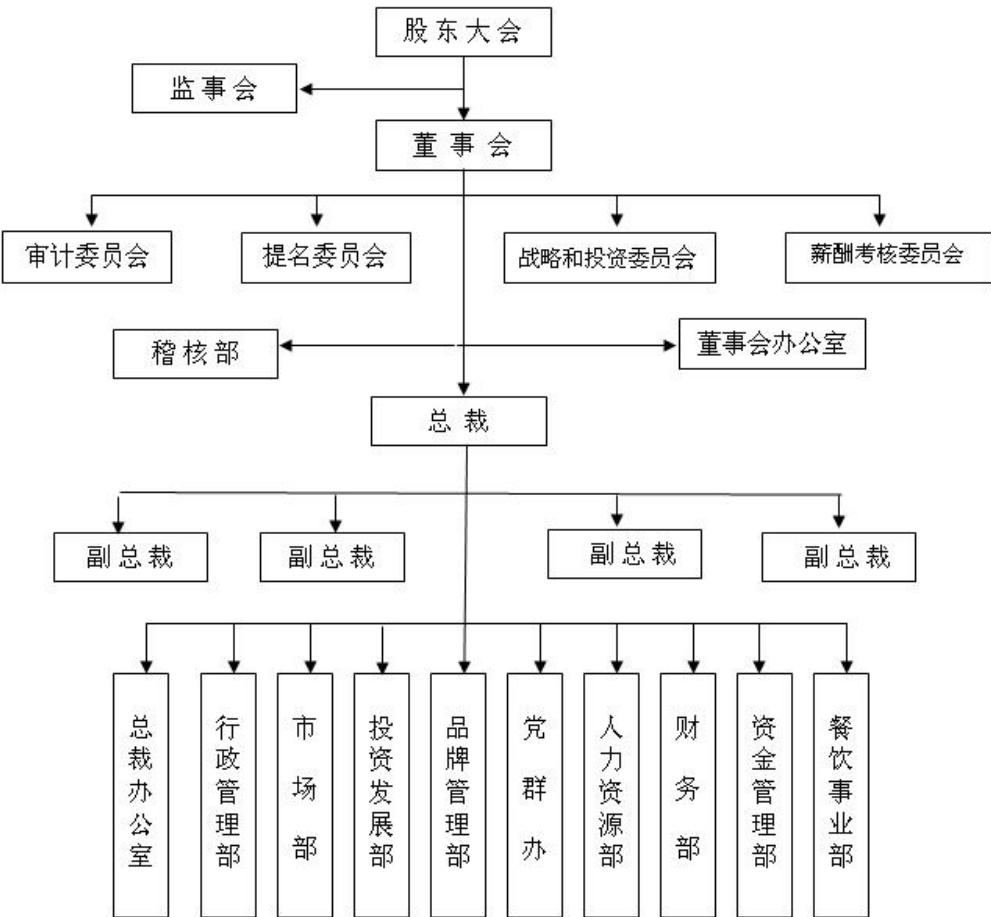 股东大会
监事会
董事会
审计委员会
提名委员会
战略和投资委员会
薪酬考核委员会
稽核部
董事会办公室
总裁
副总裁
副总裁
副总裁
副总裁
总裁办公室
行政管理部
市场部
投资发展部
品牌管理部
党群办
人力资源部
财务部
资金管理部
餐饮事业部